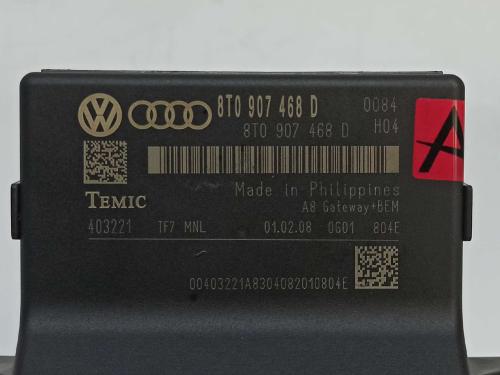 8T0 907 468 D 0084
8T0 907 468 D H04
A
TEMIC
Made in Philippines
A8 Gateway+BEM
403221 TF7 MNL 01.02.08 0G01 804E
00403221A8304082010804E